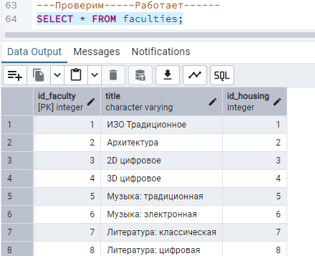 63 ---Проверим-----Работает------
64 SELECT * FROM faculties;
Data Output Messages Notifications
SQL
id_faculty title id_housing
[PK] integer character varying integer
1 1 ИЗО Традиционное 1
2 2 Архитектура 2
3 3 2D цифровое 3
4 4 3D цифровое 4
5 5 Музыка: традиционная 5
6 6 Музыка: электронная 6
7 7 Литература: классическая 7
8 8 Литература: цифровая 8